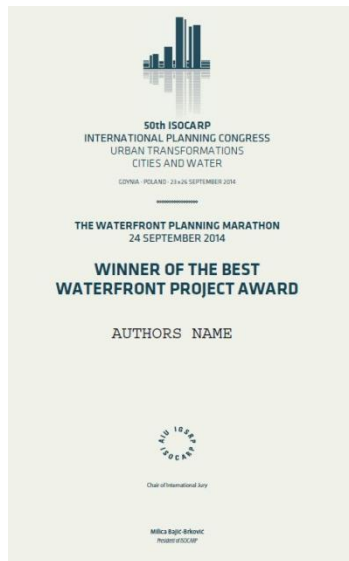 50th ISOCARP
INTERNATIONAL PLANNING CONGRESS
URBAN TRANSFORMATIONS
CITIES AND WATER
GDYNIA - POLAND - 23÷26 SEPTEMBER 2014
THE WATERFRONT PLANNING MARATHON
24 SEPTEMBER 2014
WINNER OF THE BEST
WATERFRONT PROJECT AWARD
AUTHORS NAME
ISOCARP
Chair of International Jury
Milica Bajić-Brković
President of ISOCARP